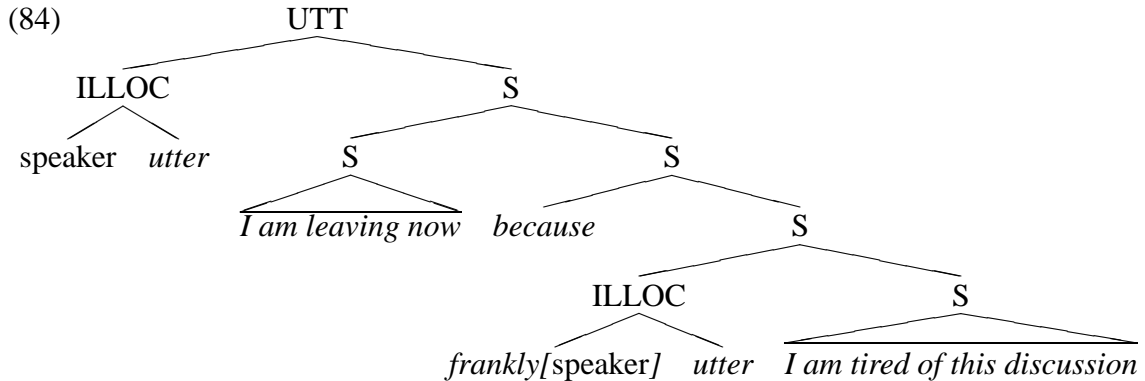 (84) UTT
ILLOC S
speaker utter S S
I am leaving now because S
ILLOC S
frankly[speaker] utter I am tired of this discussion